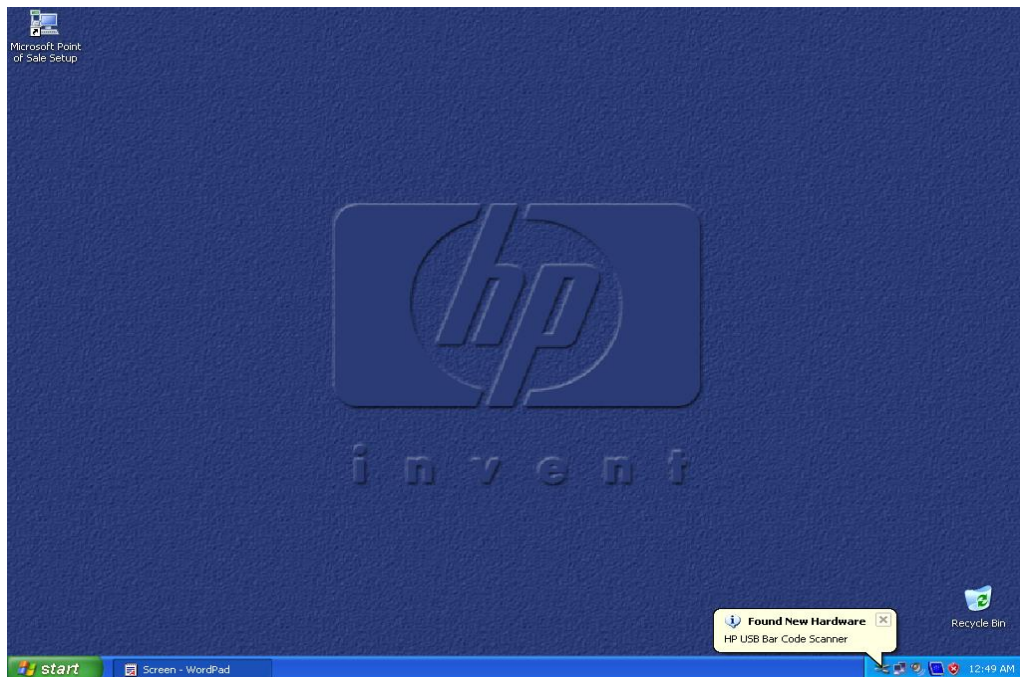 Microsoft Point
of Sale Setup
hp
invent
Recycle Bin
Found New Hardware
HP USB Bar Code Scanner
start
Screen - WordPad
12:49 AM